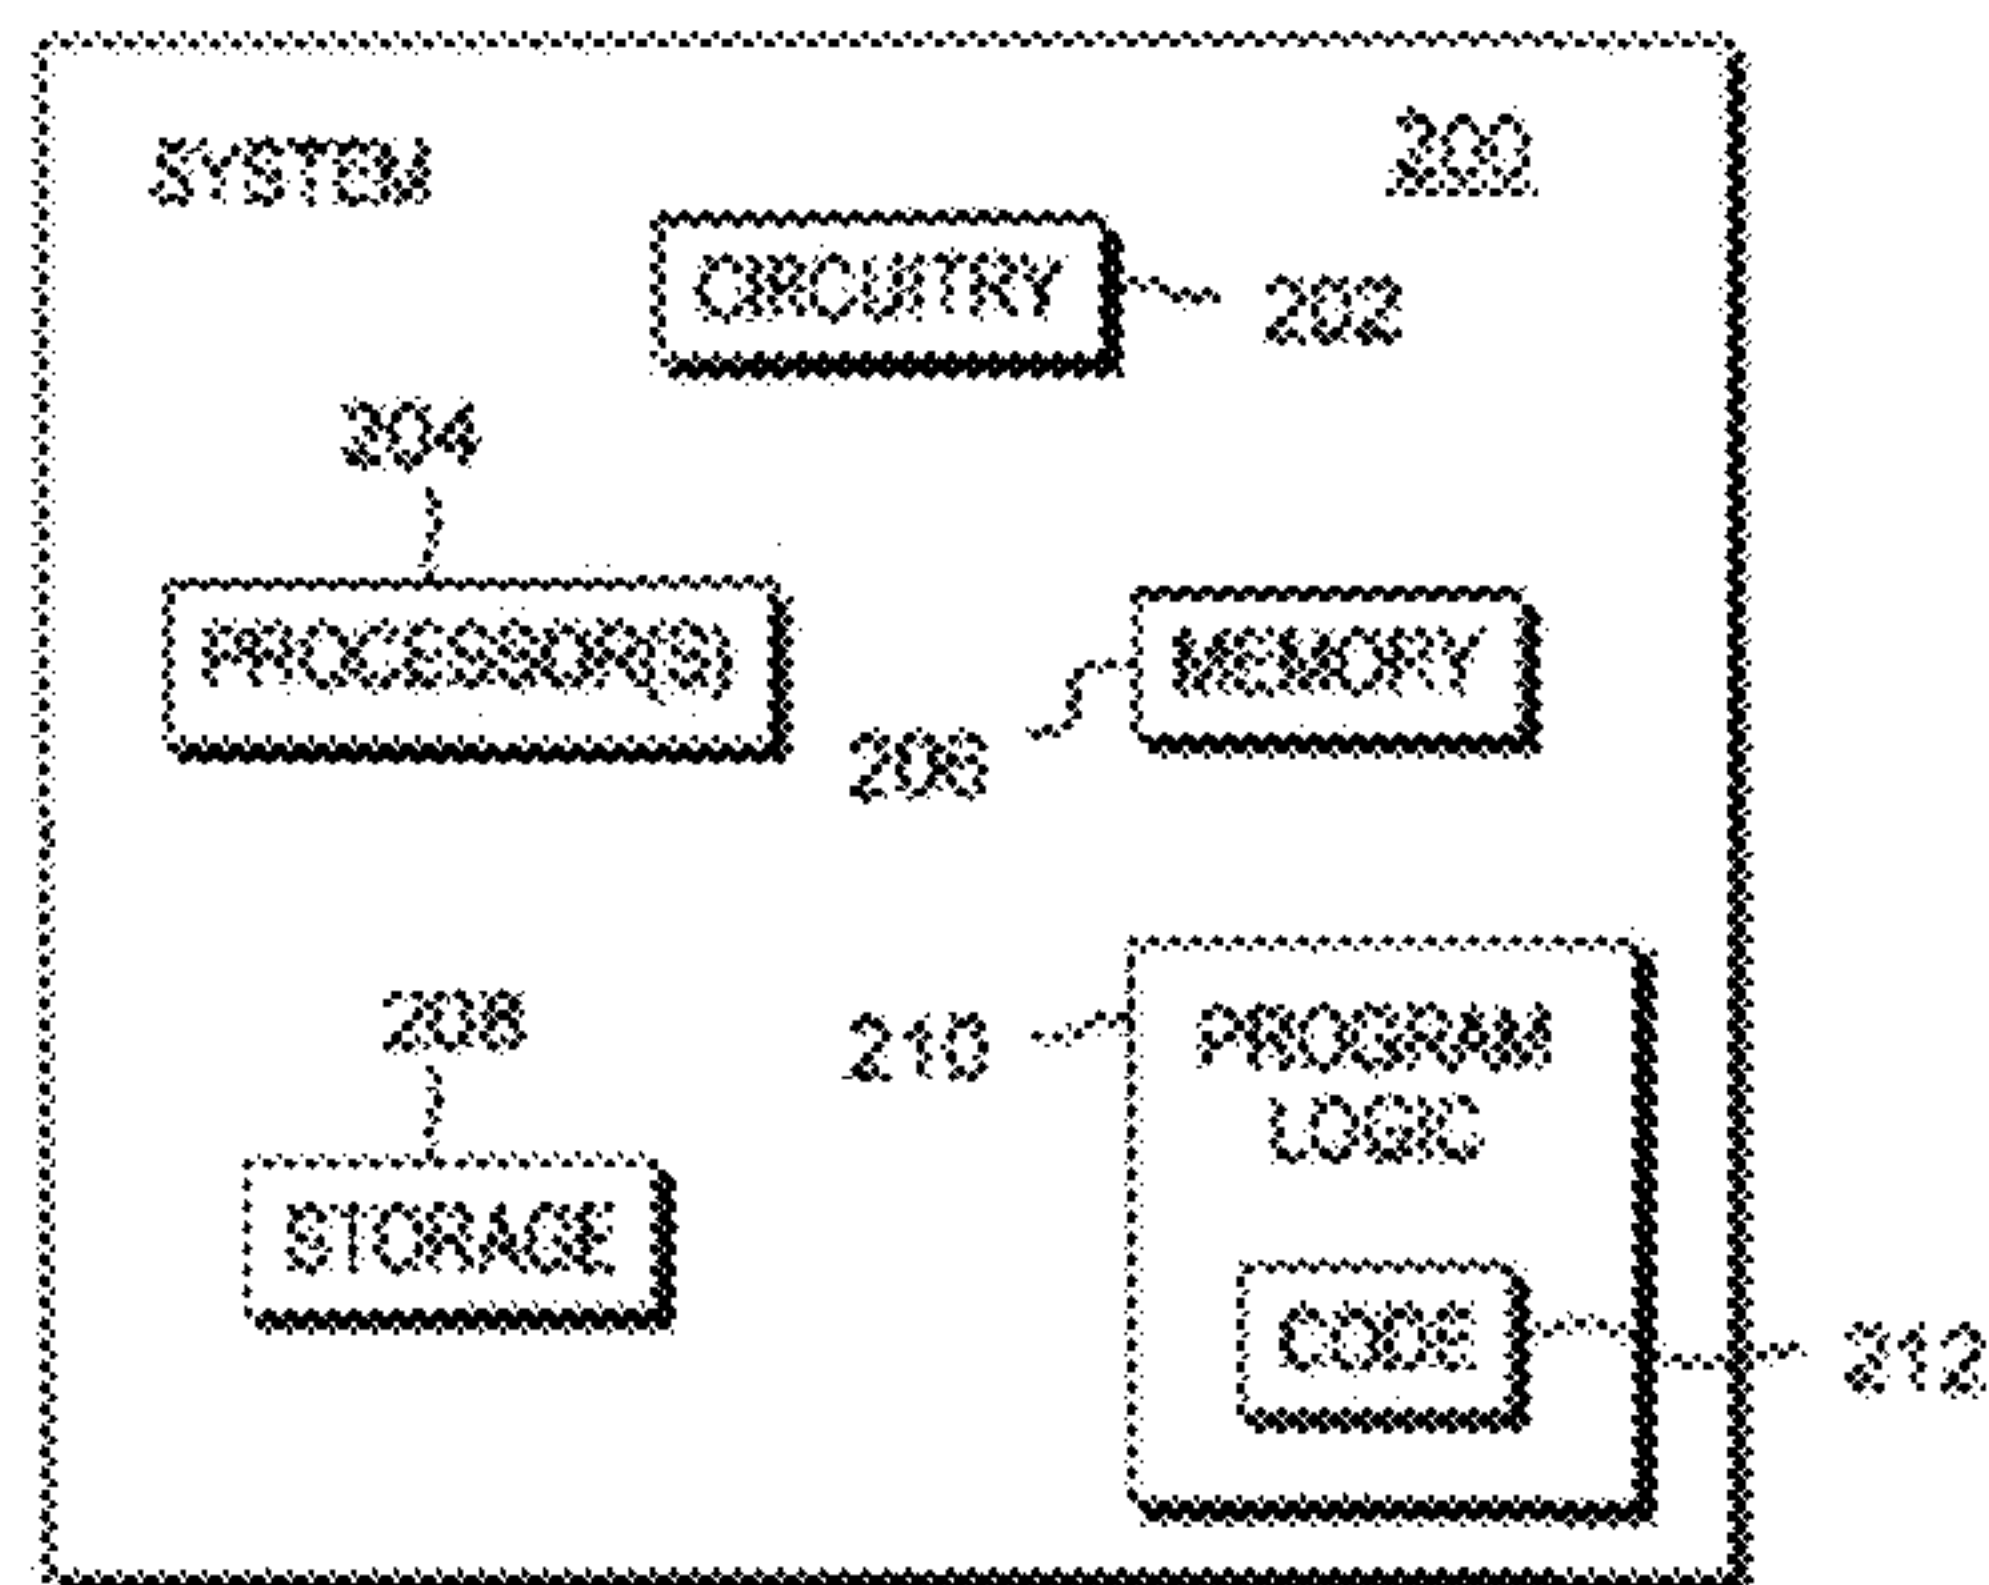 SYSTEM
200
CIRCUITRY
202
204
PROCESSOR(S)
MEMORY
206
208
STORAGE
210
PROGRAM
LOGIC
CODE
212